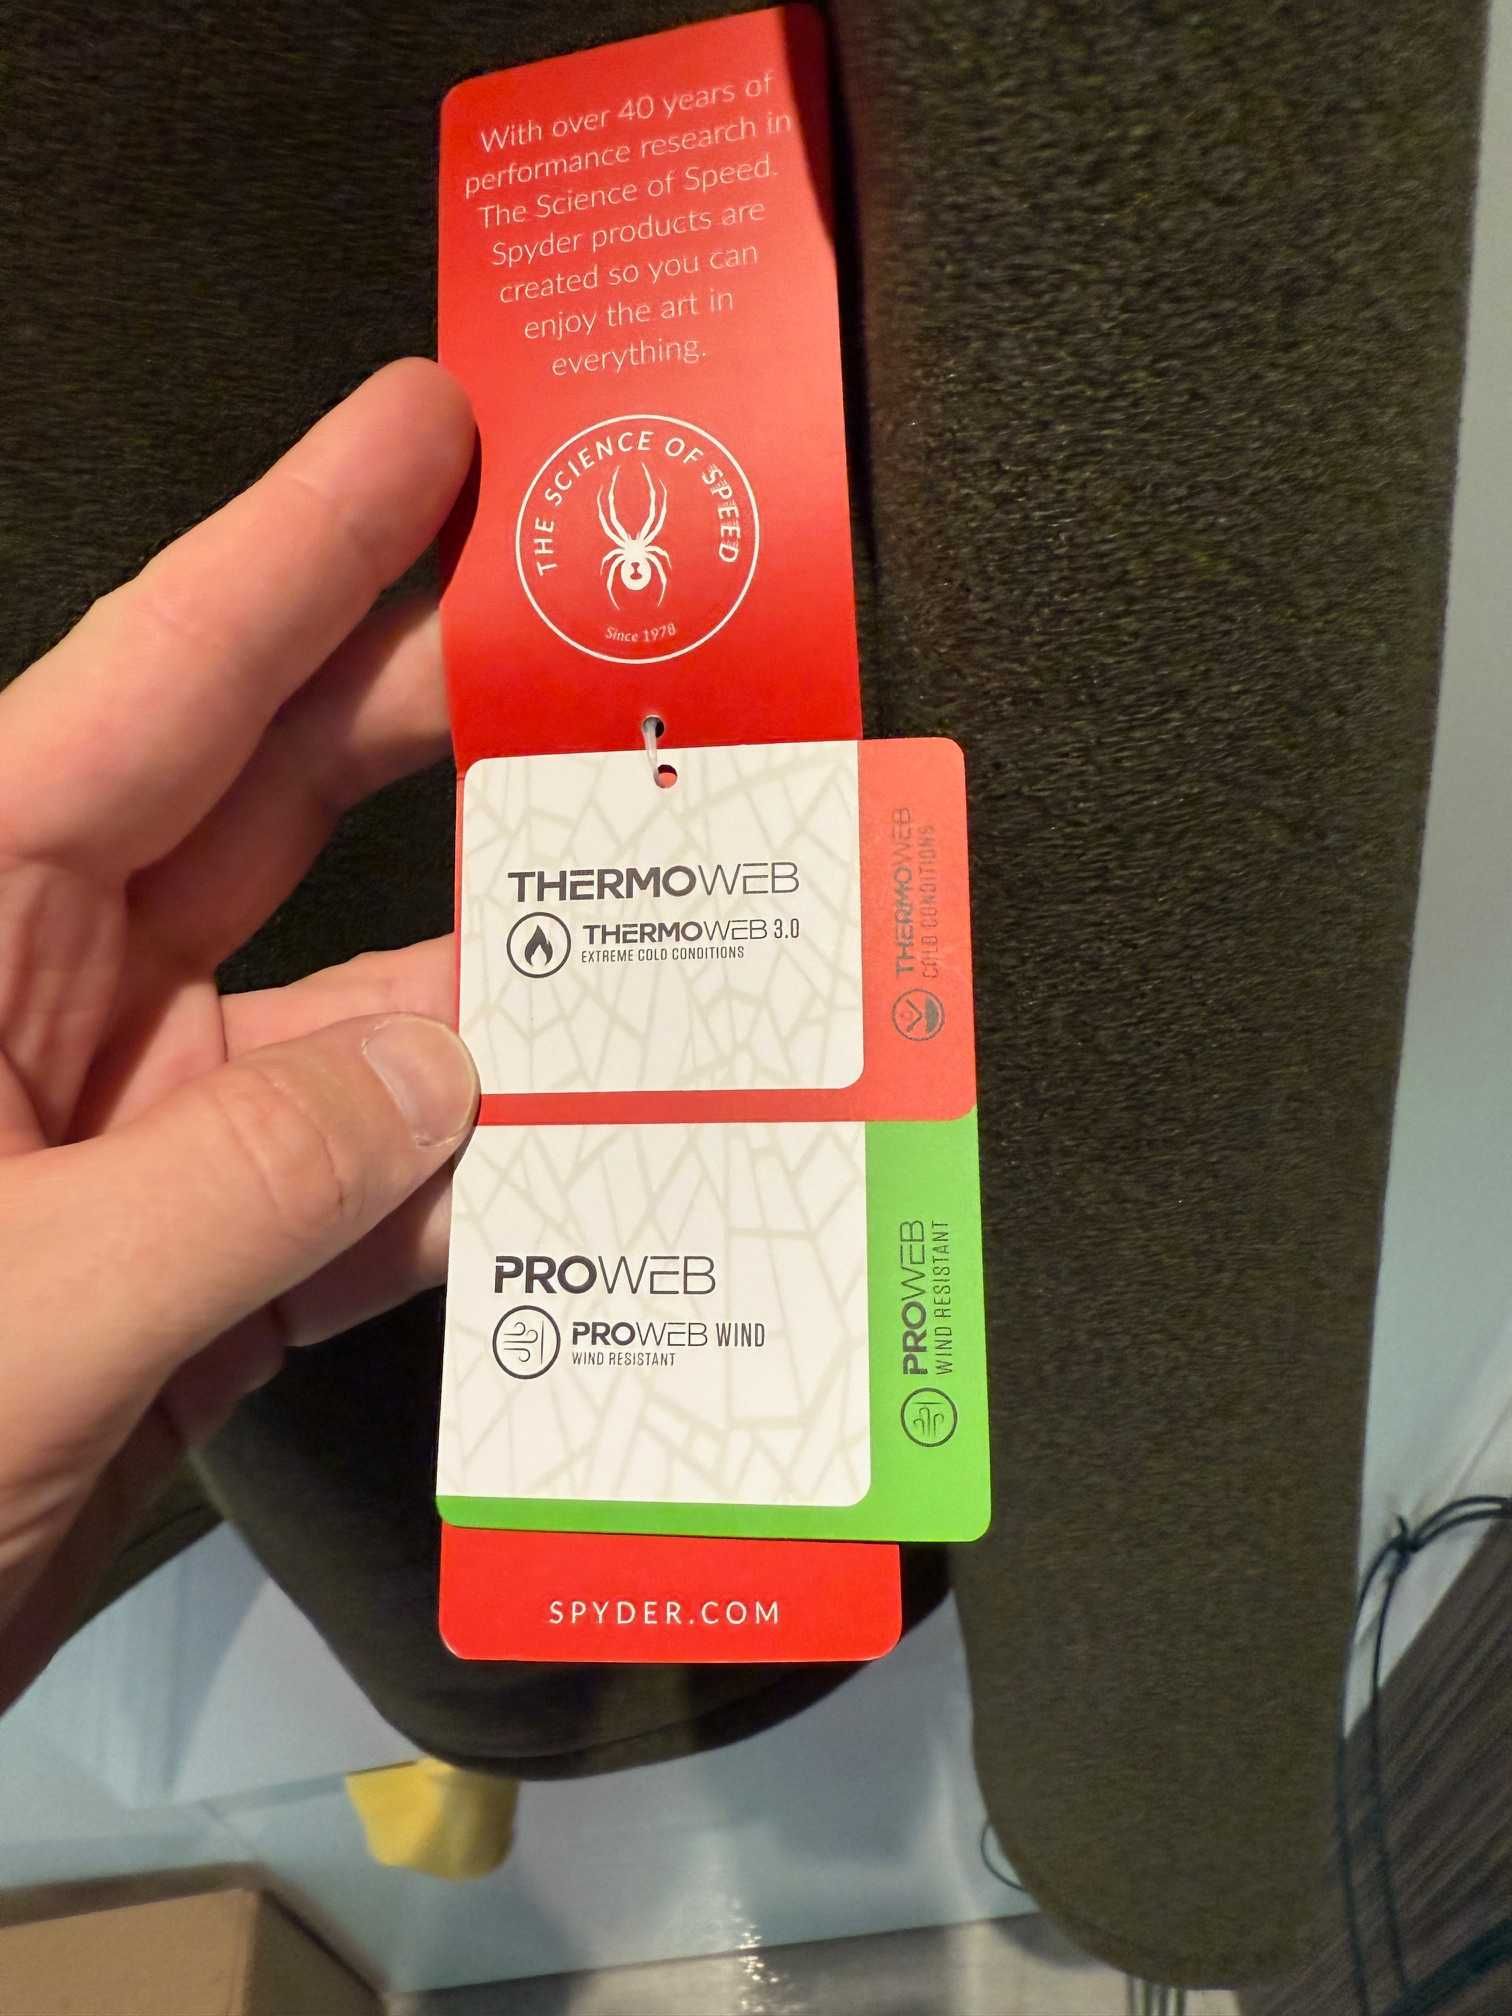 With over 40 years of
performance research in
The Science of Speed.
Spyder products are
created so you can
enjoy the art in
everything.
THE SCIENCE OF SPEED
Since 1978
THERMOWEB
THERMOWEB 3.0
EXTREME COLD CONDITIONS
THERMOWEB
COLD CONDITIONS
PROWEB
PROWEB WIND
WIND RESISTANT
PROWEB
WIND RESISTANT
SPYDER.COM